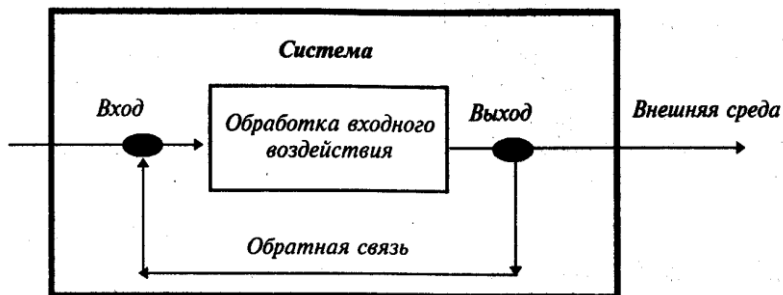 Система
Вход
Обработка входного
воздействия
Выход
Внешняя среда
Обратная связь